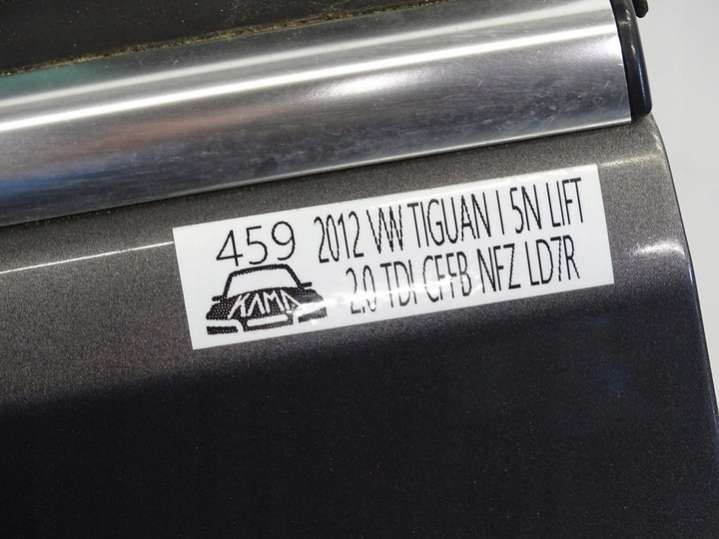 459 2012 VW TIGUAN I 5N LIFT
KAMA 2.0 TDI CFFB NFZ LD7R